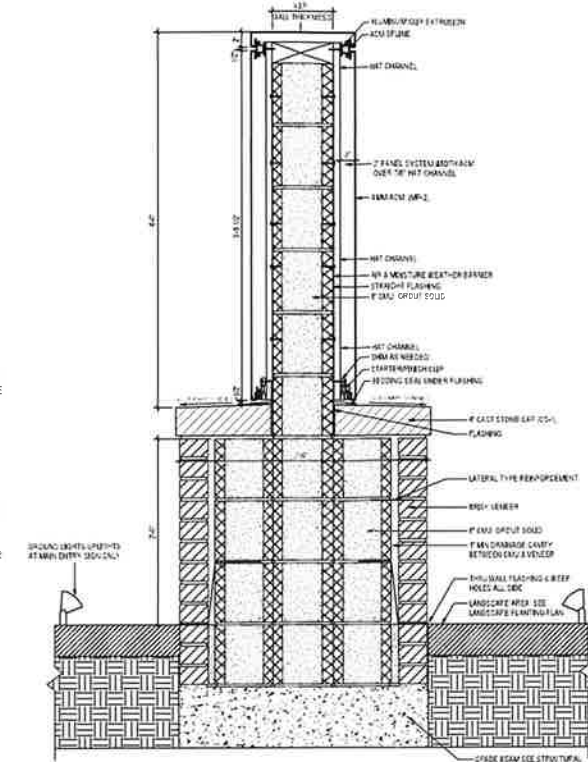 WALL THICKNESS
ALUMINUM CLIP EXTRUSION
ACM SPLINE
2"
HAT CHANNEL
2" PANEL SYSTEM WIDTH ACM
OVER 7/8" HAT CHANNEL
4MM ACM (MP-2)
HAT CHANNEL
AIR & MOISTURE WEATHER BARRIER
STRAIGHT FLASHING
8" CMU: GROUT SOLID
HAT CHANNEL
SHIM AS NEEDED
STARTER/FINISH CLIP
BEDDING SEAL UNDER FLASHING
CAST STONE CAP (CS-1)
FLASHING
LATERAL TYPE REINFORCEMENT
BRICK VENEER
8" CMU: GROUT SOLID
1" MIN DRAINAGE CAVITY
BETWEEN CMU & VENEER
GROUND LIGHTS UPLIGHTS
AT MAIN ENTRY SIGN ONLY
THRU WALL FLASHING & WEEP
HOLES ALL SIDE
LANDSCAPE AREA: SEE
LANDSCAPE PLANTING PLAN
GRADE BEAM SEE STRUCTURAL